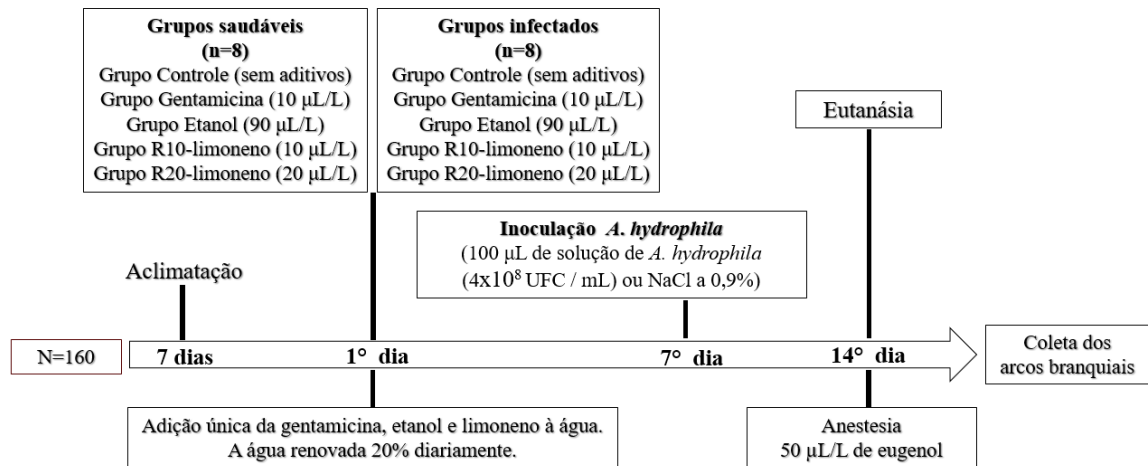 Grupos saudáveis
(n=8)
Grupo Controle (sem aditivos)
Grupo Gentamicina (10 µL/L)
Grupo Etanol (90 µL/L)
Grupo R10-limoneno (10 µL/L)
Grupo R20-limoneno (20 µL/L)
Grupos infectados
(n=8)
Grupo Controle (sem aditivos)
Grupo Gentamicina (10 µL/L)
Grupo Etanol (90 µL/L)
Grupo R10-limoneno (10 µL/L)
Grupo R20-limoneno (20 µL/L)
Eutanásia
Inoculação A. hydrophila
(100 µL de solução de A. hydrophila
(4x10⁸ UFC / mL) ou NaCl a 0,9%)
Aclimatação
N=160
7 dias
1° dia
7° dia
14° dia
Coleta dos
arcos branquiais
Adição única da gentamicina, etanol e limoneno à água.
A água renovada 20% diariamente.
Anestesia
50 µL/L de eugenol